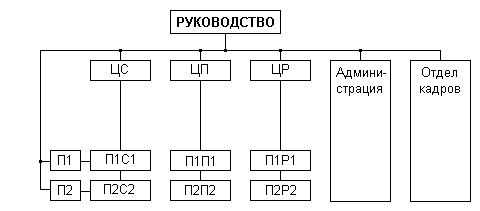 РУКОВОДСТВО
ЦС
ЦП
ЦР
Админи-
страция
Отдел
кадров
П1
П1С1
П1П1
П1Р1
П2
П2С2
П2П2
П2Р2